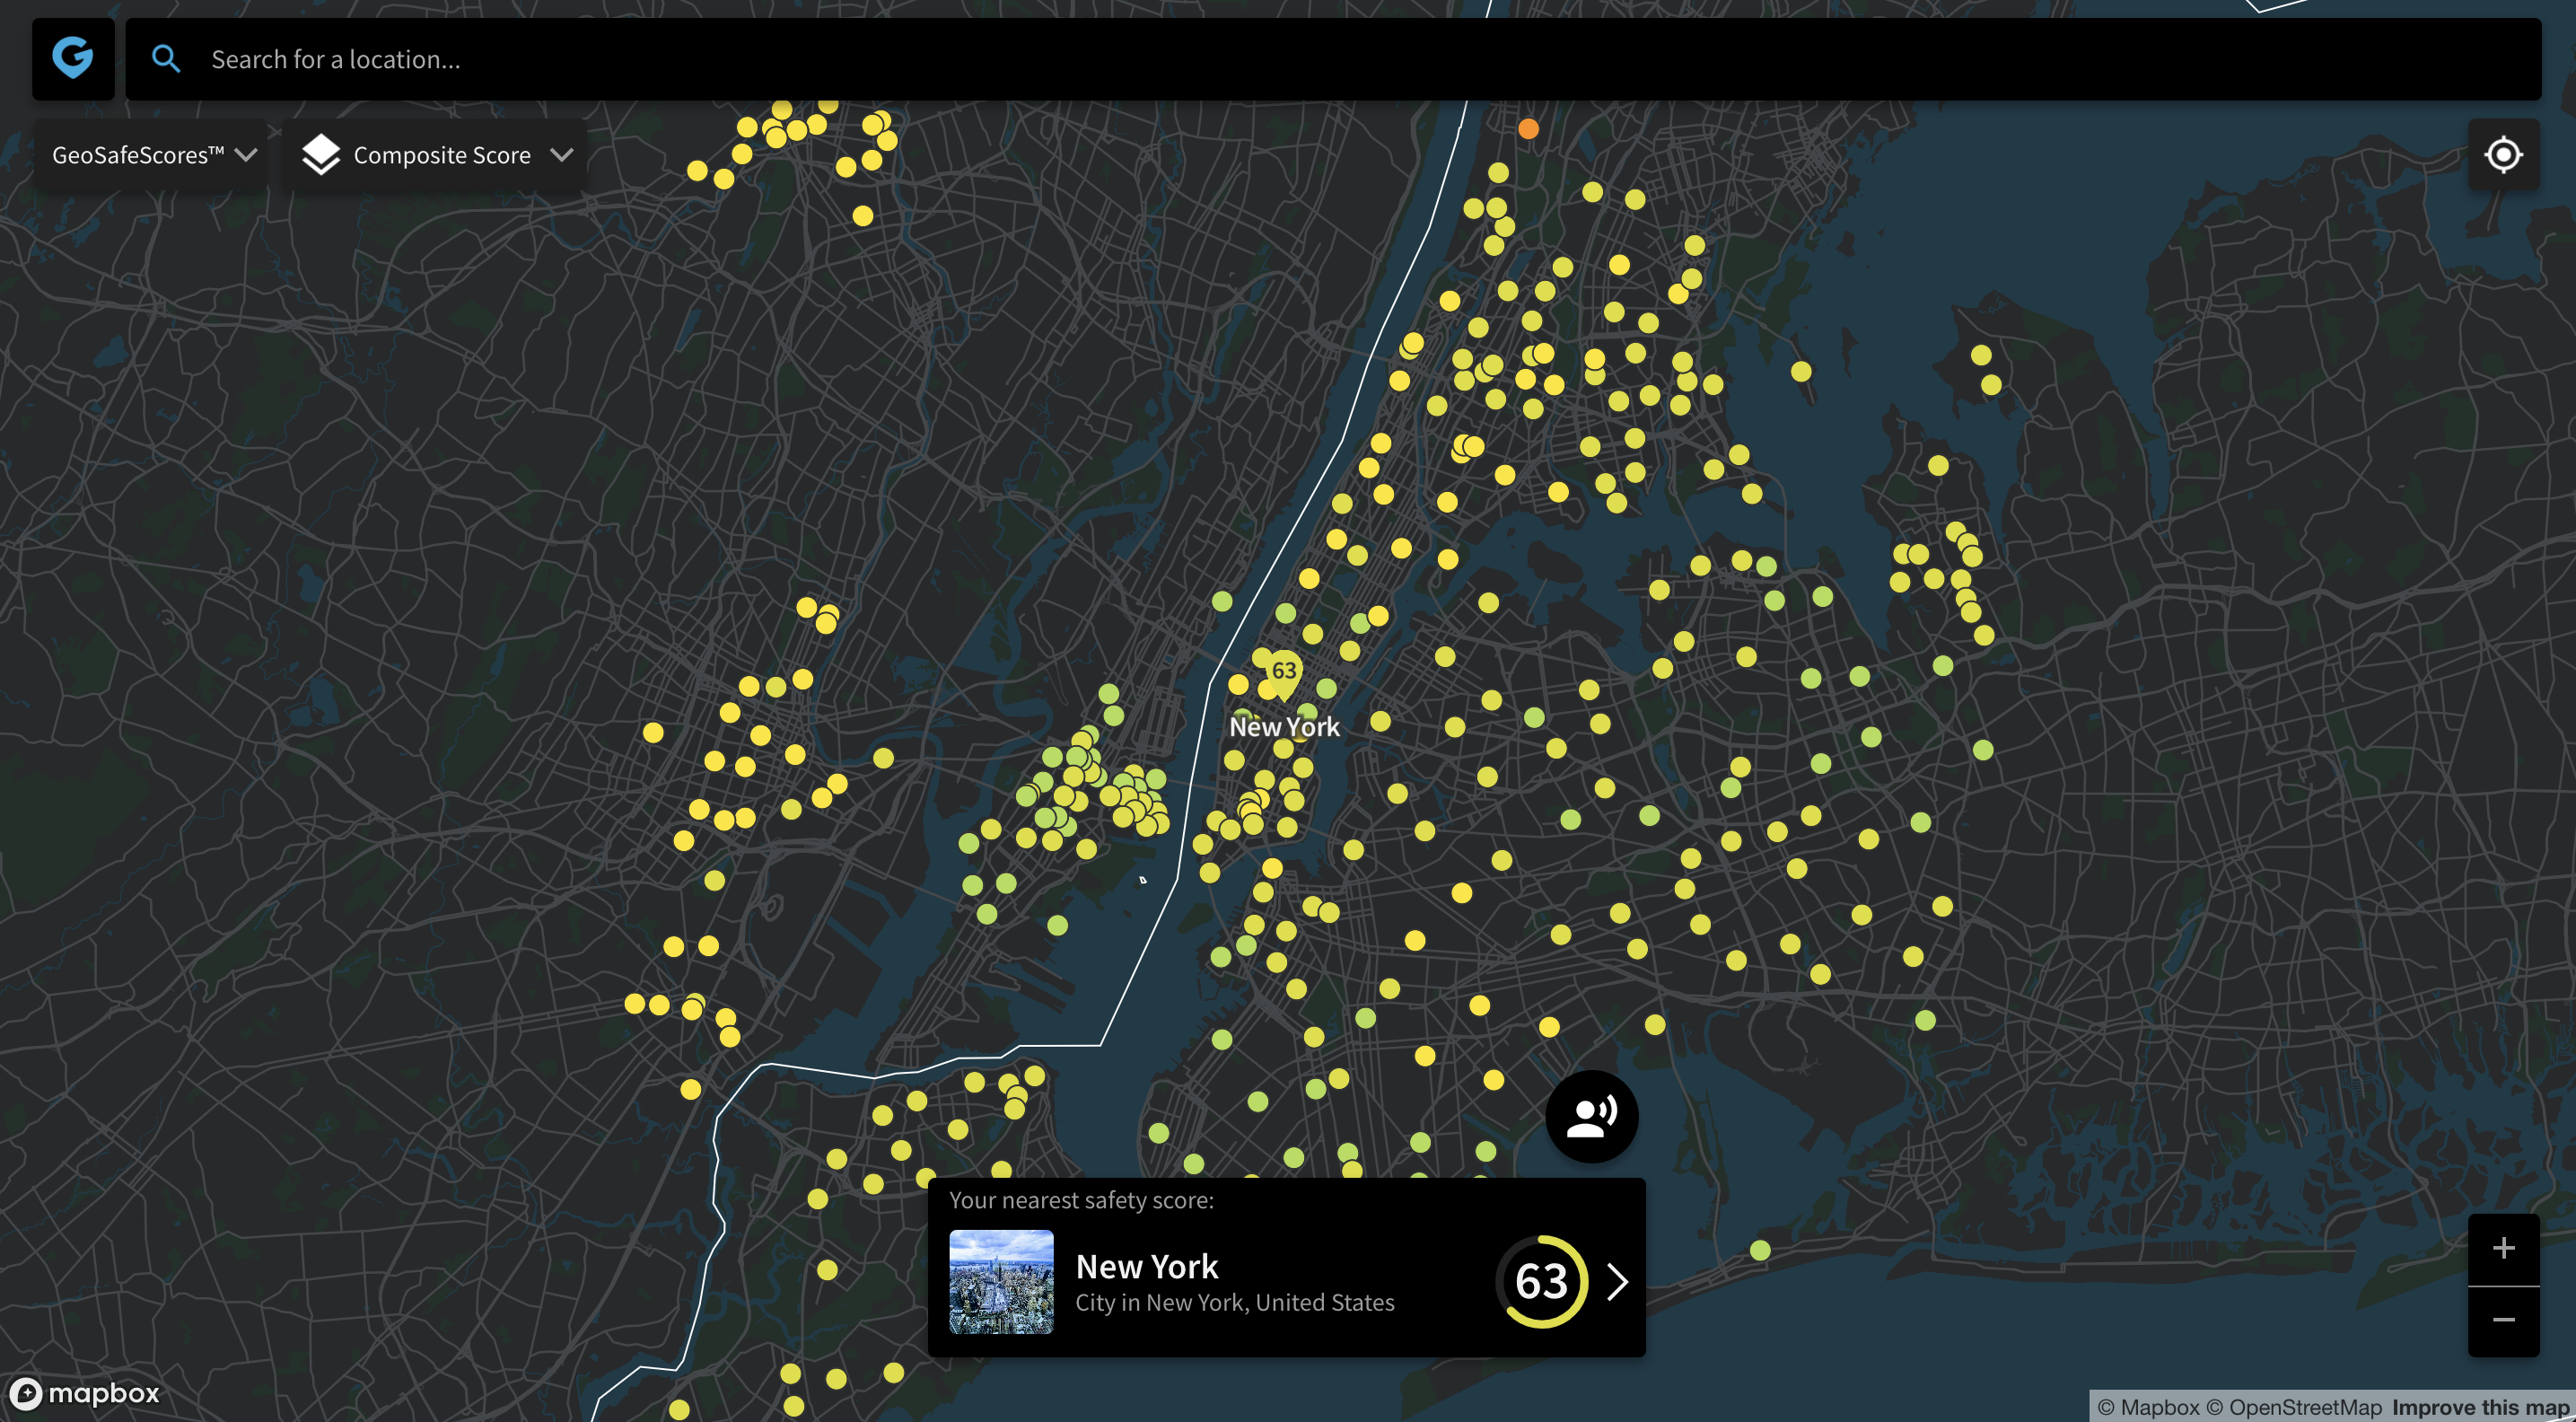 Search for a location...
GeoSafeScores™
Composite Score
63
New York
Your nearest safety score:
New York
City in New York, United States
63
mapbox
© Mapbox © OpenStreetMap Improve this map